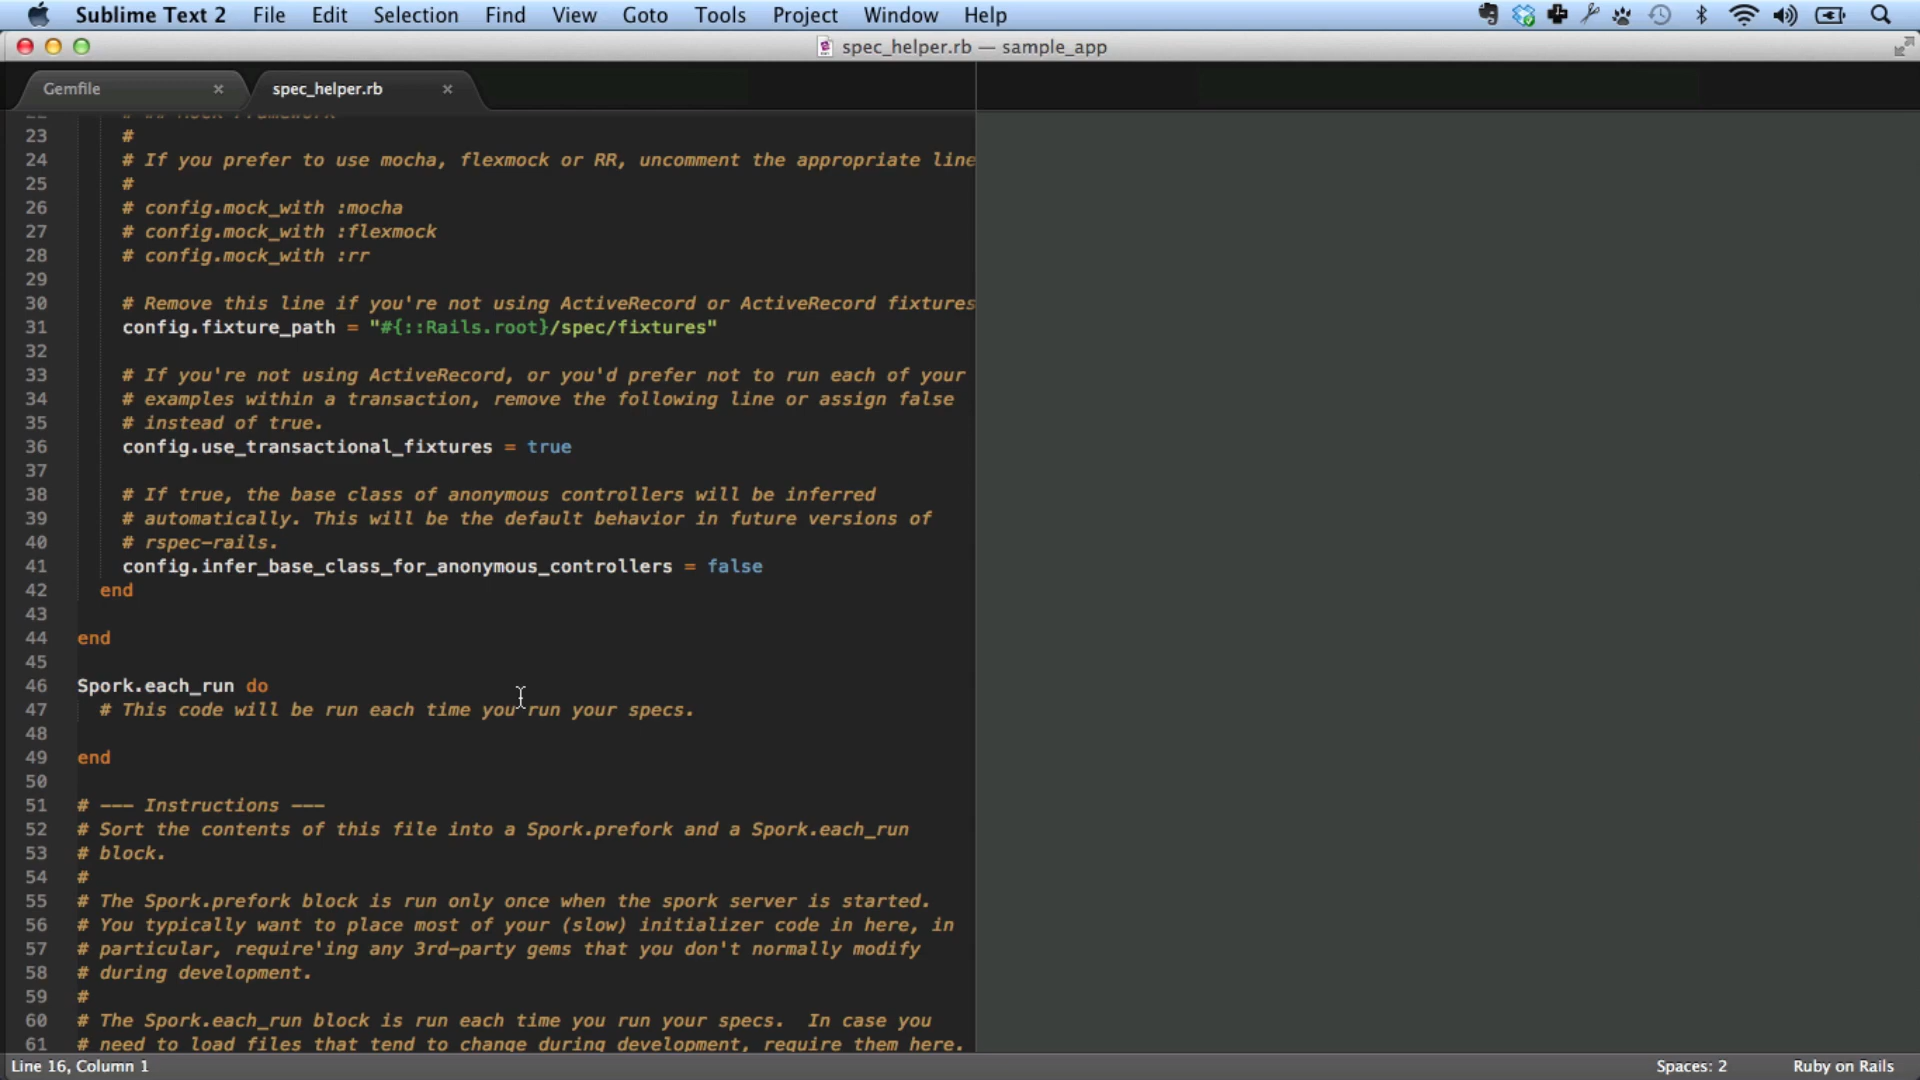 Sublime Text 2 File Edit Selection Find View Goto Tools Project Window Help
spec_helper.rb — sample_app
Gemfile × spec_helper.rb ×
23 #
24 # If you prefer to use mocha, flexmock or RR, uncomment the appropriate line
25 #
26 # config.mock_with :mocha
27 # config.mock_with :flexmock
28 # config.mock_with :rr
29
30 # Remove this line if you're not using ActiveRecord or ActiveRecord fixtures
31 config.fixture_path = "#{::Rails.root}/spec/fixtures"
32
33 # If you're not using ActiveRecord, or you'd prefer not to run each of your
34 # examples within a transaction, remove the following line or assign false
35 # instead of true.
36 config.use_transactional_fixtures = true
37
38 # If true, the base class of anonymous controllers will be inferred
39 # automatically. This will be the default behavior in future versions of
40 # rspec-rails.
41 config.infer_base_class_for_anonymous_controllers = false
42 end
43
44 end
45
46 Spork.each_run do
47 # This code will be run each time you run your specs.
48
49 end
50
51 # --- Instructions ---
52 # Sort the contents of this file into a Spork.prefork and a Spork.each_run
53 # block.
54 #
55 # The Spork.prefork block is run only once when the spork server is started.
56 # You typically want to place most of your (slow) initializer code in here, in
57 # particular, require'ing any 3rd-party gems that you don't normally modify
58 # during development.
59 #
60 # The Spork.each_run block is run each time you run your specs.  In case you
61 # need to load files that tend to change during development, require them here.
Line 16, Column 1 Spaces: 2 Ruby on Rails